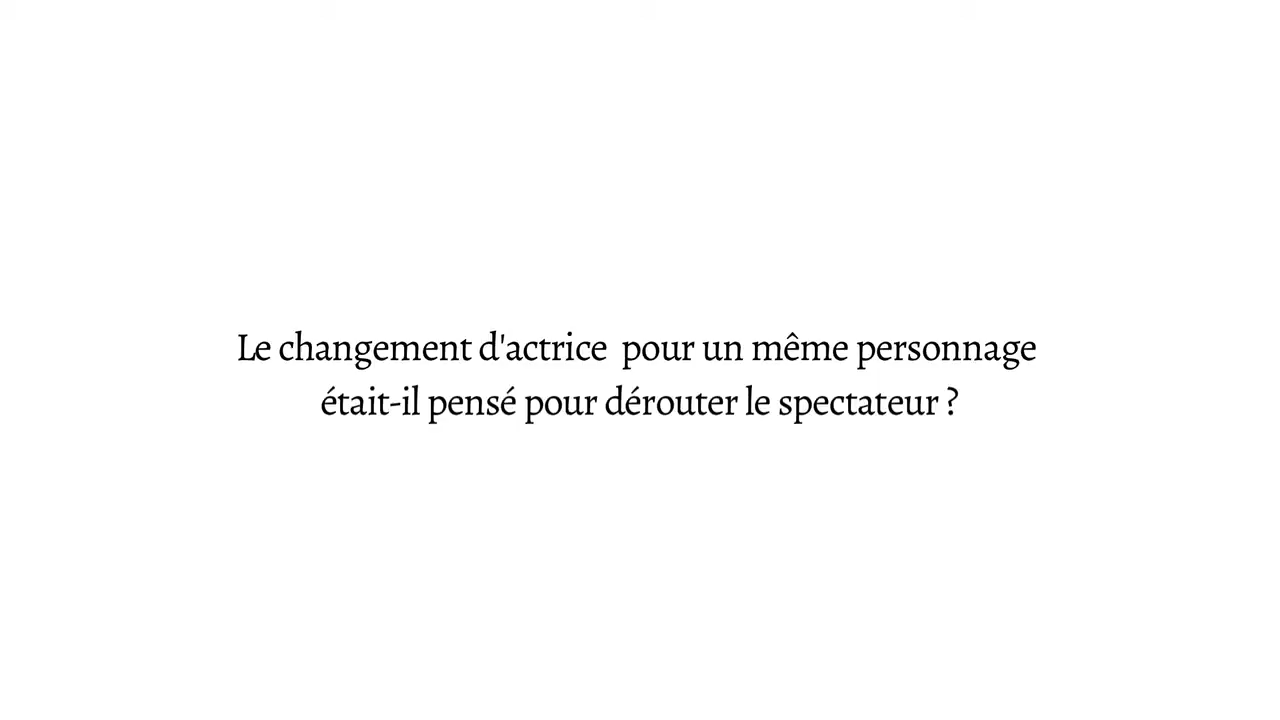 Le changement d'actrice  pour un même personnage
était-il pensé pour dérouter le spectateur ?